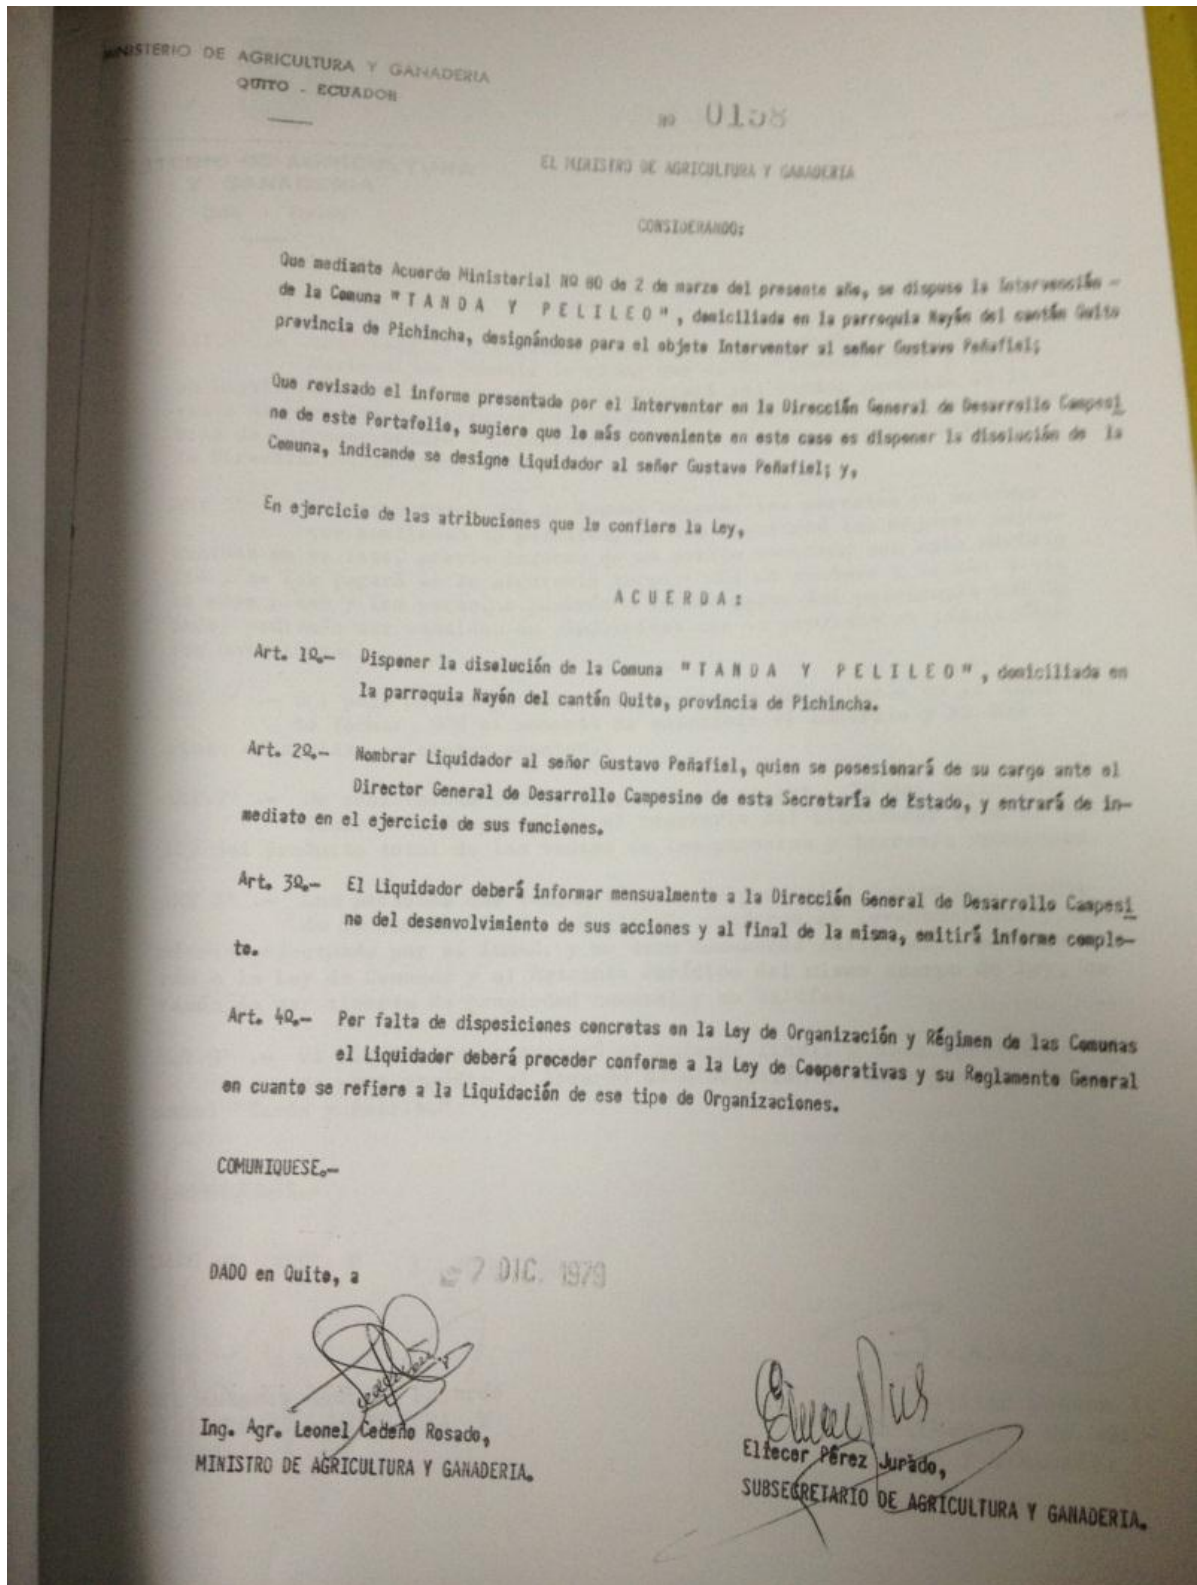 MINISTERIO DE AGRICULTURA Y GANADERIA
QUITO - ECUADOR
Nº 0158
EL MINISTRO DE AGRICULTURA Y GANADERIA
CONSIDERANDO:
Que mediante Acuerdo Ministerial Nº 80 de 2 de marzo del presente año, se dispuso la Intervención -
de la Comuna "T A N D A Y P E L I L E O", domiciliada en la parroquia Nayón del cantón Quito
provincia de Pichincha, designándose para el objeto Interventor al señor Gustavo Peñafiel;
Que revisado el informe presentado por el Interventor en la Dirección General de Desarrollo Campesi
no de este Portafolio, sugiere que lo más conveniente en este caso es disponer la disolución de la
Comuna, indicando se designe Liquidador al señor Gustavo Peñafiel; y,
En ejercicio de las atribuciones que le confiere la Ley,
A C U E R D A :
Art. 1º.- Disponer la disolución de la Comuna "T A N D A Y P E L I L E O", domiciliada en
la parroquia Nayón del cantón Quito, provincia de Pichincha.
Art. 2º.- Nombrar Liquidador al señor Gustavo Peñafiel, quien se posesionará de su cargo ante el
Director General de Desarrollo Campesino de esta Secretaría de Estado, y entrará de in-
mediato en el ejercicio de sus funciones.
Art. 3º.- El Liquidador deberá informar mensualmente a la Dirección General de Desarrollo Campesi
no del desenvolvimiento de sus acciones y al final de la misma, emitirá informe comple-
to.
Art. 4º.- Por falta de disposiciones concretas en la Ley de Organización y Régimen de las Comunas
el Liquidador deberá proceder conforme a la Ley de Cooperativas y su Reglamento General
en cuanto se refiere a la Liquidación de ese tipo de Organizaciones.
COMUNIQUESE.-
DADO en Quito, a 7 DIC. 1979
Ing. Agr. Leonel Cedeño Rosado,
MINISTRO DE AGRICULTURA Y GANADERIA.
Eliecer Pérez Jurado,
SUBSECRETARIO DE AGRICULTURA Y GANADERIA.